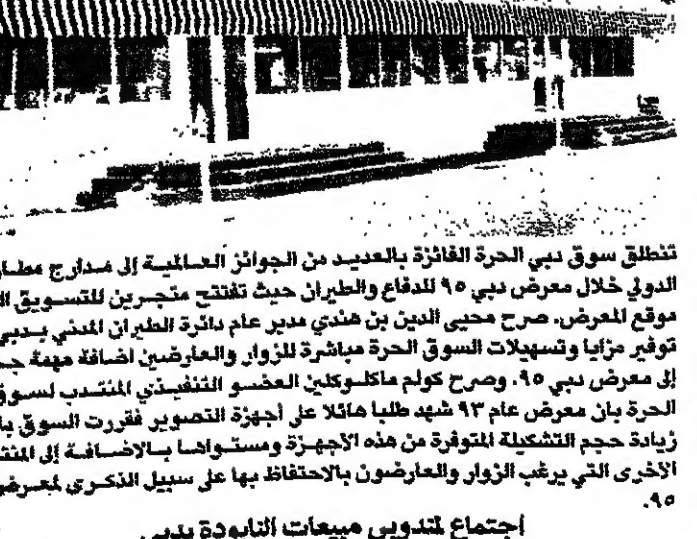 تنطلق سوق دبي الحرة الفائزة بالعديد من الجوائز العالمية إلى مدارج مطار
الدولي خلال معرض دبي ٩٥ للدفاع والطيران حيث تفتتح متجرين للتسويق
موقع المعرض. صرح محيي الدين بن هندي مدير عام دائرة الطيران المدني بدبي
توفير مزايا وتسهيلات السوق الحرة مباشرة للزوار والعارضين اضافة مهمة
إلى معرض دبي ٩٥. وصرح كولم ماكلوكلين العضو التنفيذي المنتدب لسوق
الحرة بان معرض عام ٩٣ شهد طلبا هائلا على أجهزة التصوير فقررت السوق
زيادة حجم التشكيلة المتوفرة من هذه الأجهزة ومستواها بالاضافة إلى
الأخرى التي يرغب الزوار والعارضون بالاحتفاظ بها على سبيل الذكرى لمعرض
٩٥.
اجتماع لمندوبي مبيعات النابودة بدبي